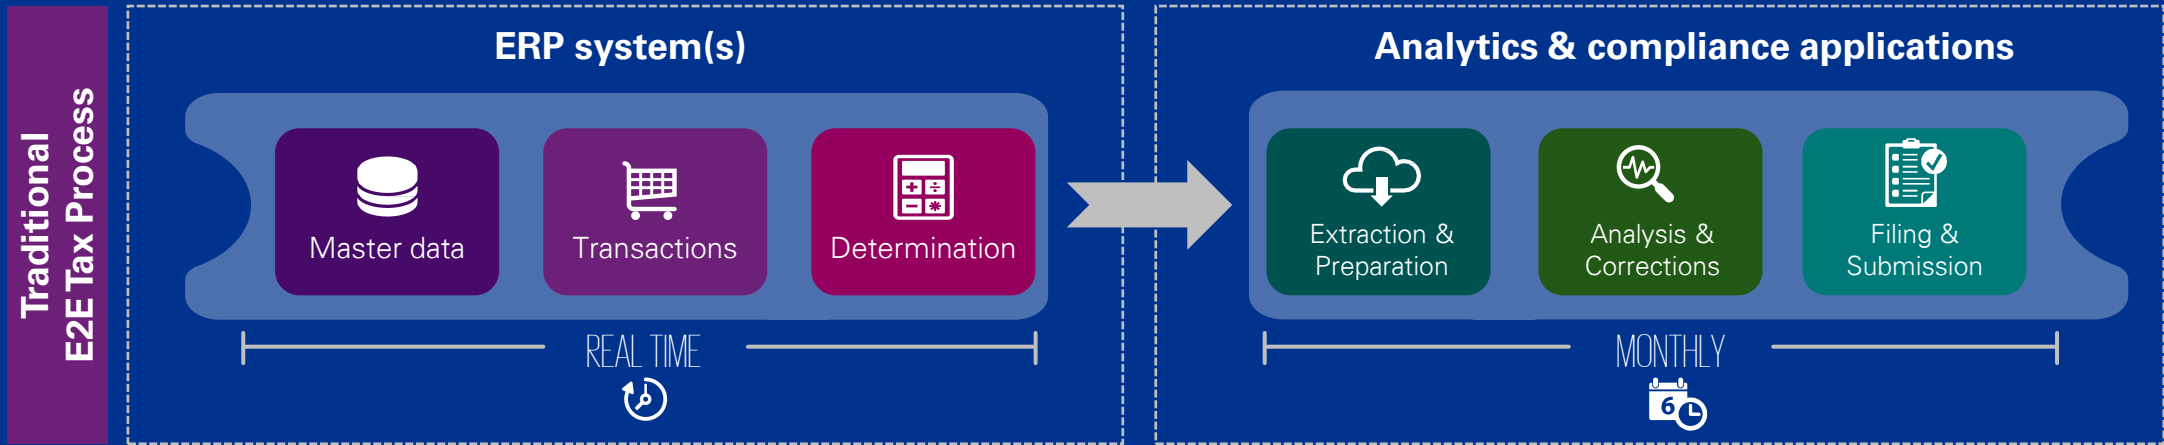 Traditional
E2E Tax Process
ERP system(s)
Master data
Transactions
Determination
REAL TIME
Analytics & compliance applications
Extraction &
Preparation
Analysis &
Corrections
Filing &
Submission
MONTHLY
6